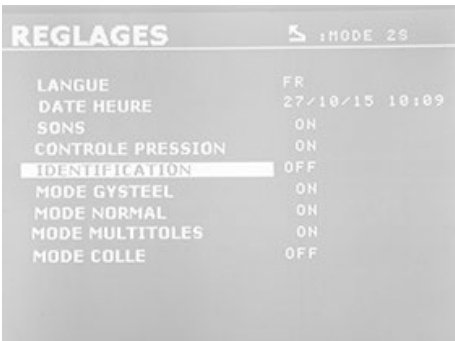 REGLAGES :MODE 2S
LANGUE FR
DATE HEURE 27/10/15 10:09
SONS ON
CONTROLE PRESSION ON
IDENTIFICATION OFF
MODE GYSTEEL ON
MODE NORMAL ON
MODE MULTITOLES ON
MODE COLLE OFF